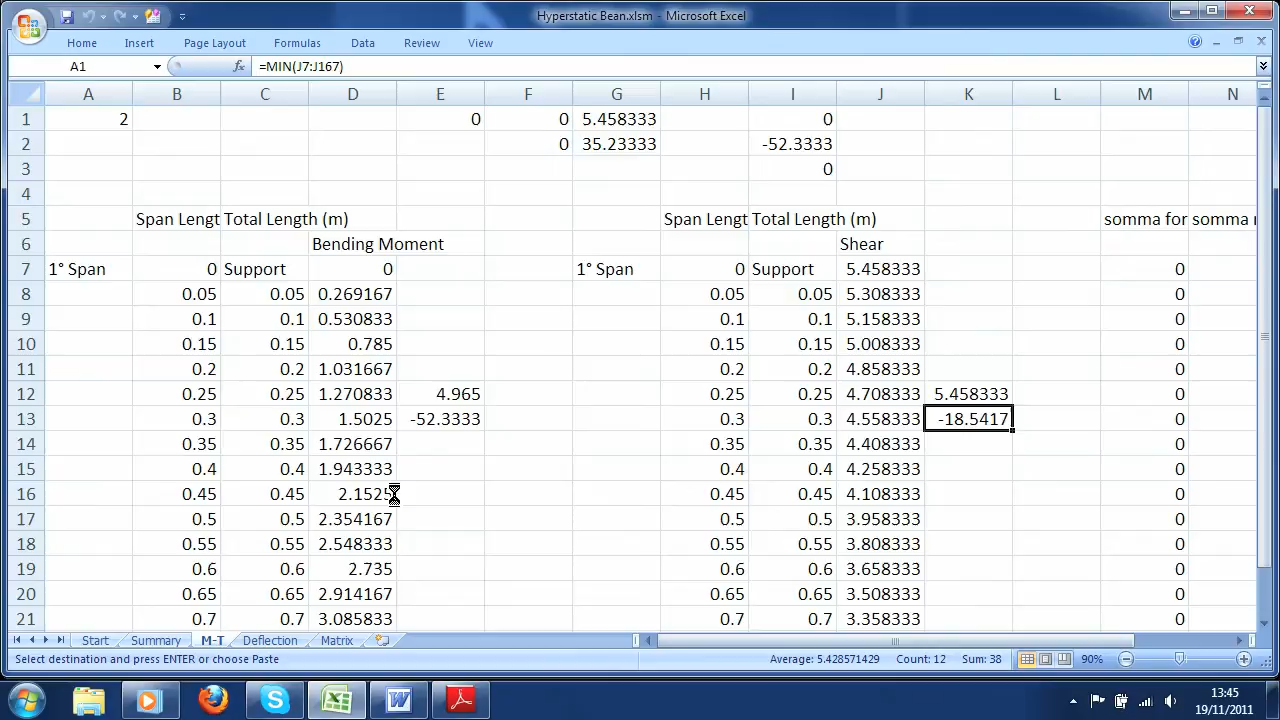 Hyperstatic Bean.xlsm - Microsoft Excel
Home Insert Page Layout Formulas Data Review View
A1 fx =MIN(J7:J167)
A B C D E F G H I J K L M N
1 2 0 0 5.458333 0
2 0 35.23333 -52.3333
3 0
4
5 Span Lengt Total Length (m) Span Lengt Total Length (m) somma for somma
6 Bending Moment Shear
7 1° Span 0 Support 0 1° Span 0 Support 5.458333 0
8 0.05 0.05 0.269167 0.05 0.05 5.308333 0
9 0.1 0.1 0.530833 0.1 0.1 5.158333 0
10 0.15 0.15 0.785 0.15 0.15 5.008333 0
11 0.2 0.2 1.031667 0.2 0.2 4.858333 0
12 0.25 0.25 1.270833 4.965 0.25 0.25 4.708333 5.458333 0
13 0.3 0.3 1.5025 -52.3333 0.3 0.3 4.558333 -18.5417 0
14 0.35 0.35 1.726667 0.35 0.35 4.408333 0
15 0.4 0.4 1.943333 0.4 0.4 4.258333 0
16 0.45 0.45 2.1525 0.45 0.45 4.108333 0
17 0.5 0.5 2.354167 0.5 0.5 3.958333 0
18 0.55 0.55 2.548333 0.55 0.55 3.808333 0
19 0.6 0.6 2.735 0.6 0.6 3.658333 0
20 0.65 0.65 2.914167 0.65 0.65 3.508333 0
21 0.7 0.7 3.085833 0.7 0.7 3.358333 0
Start Summary M-T Deflection Matrix
Select destination and press ENTER or choose Paste Average: 5.428571429 Count: 12 Sum: 38 90%
13:45
19/11/2011